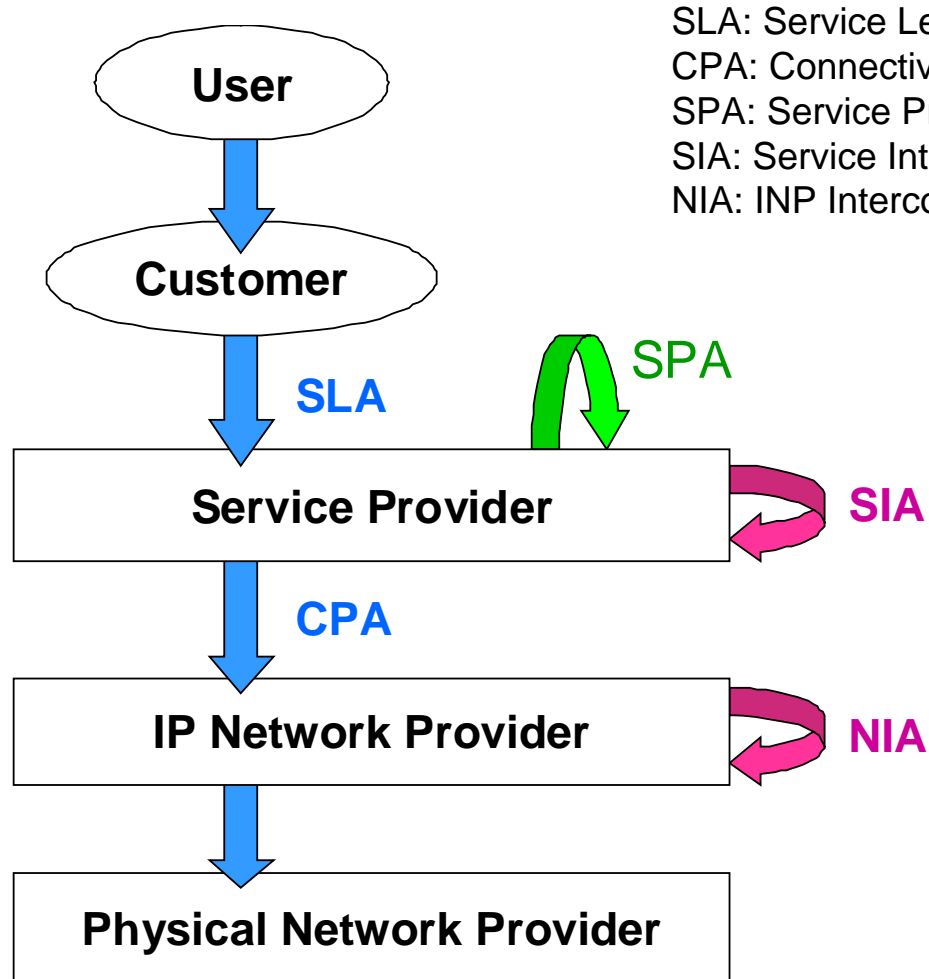 SLA: Service Le
CPA: Connectiv
SPA: Service P
SIA: Service Int
NIA: INP Interco
User
Customer
SLA
SPA
Service Provider
SIA
CPA
IP Network Provider
NIA
Physical Network Provider